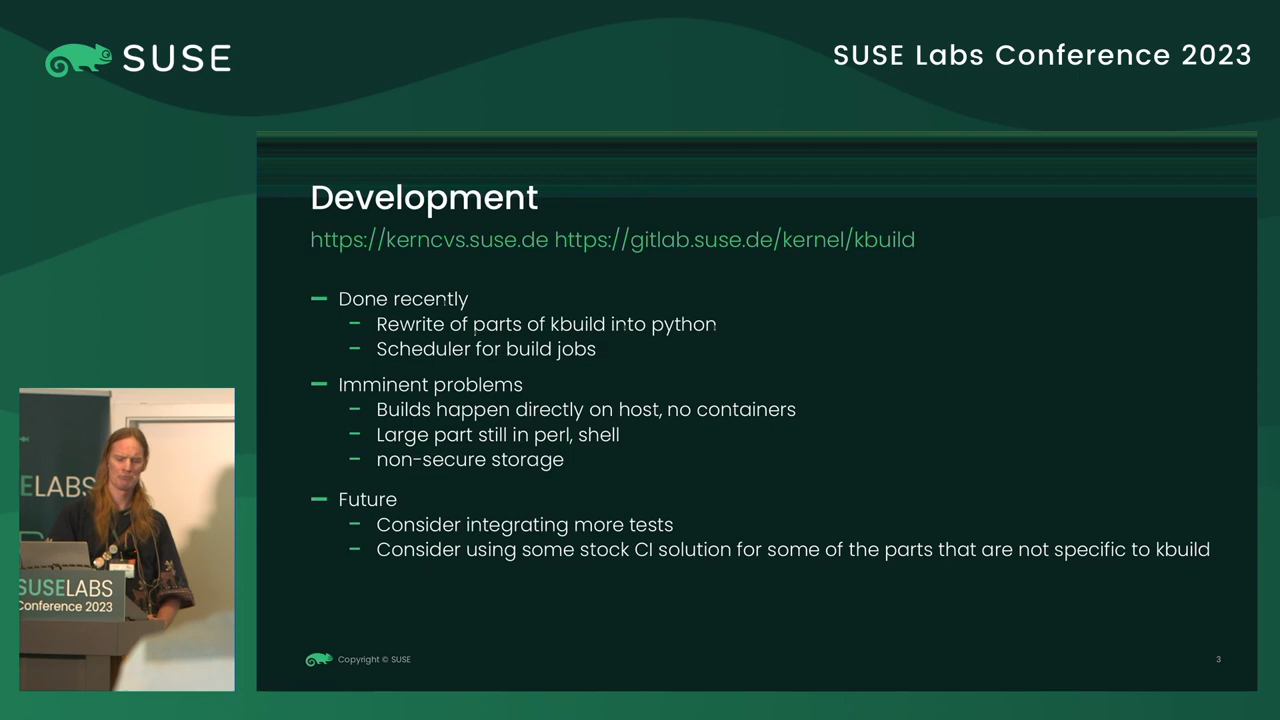 SUSE
SUSE Labs Conference 2023
Development
https://kerncvs.suse.de https://gitlab.suse.de/kernel/kbuild
Done recently
Rewrite of parts of kbuild into python
Scheduler for build jobs
Imminent problems
Builds happen directly on host, no containers
Large part still in perl, shell
non-secure storage
Future
Consider integrating more tests
Consider using some stock CI solution for some of the parts that are not specific to kbuild
Copyright © SUSE
3
ELABS
SUSELABS
Conference 2023